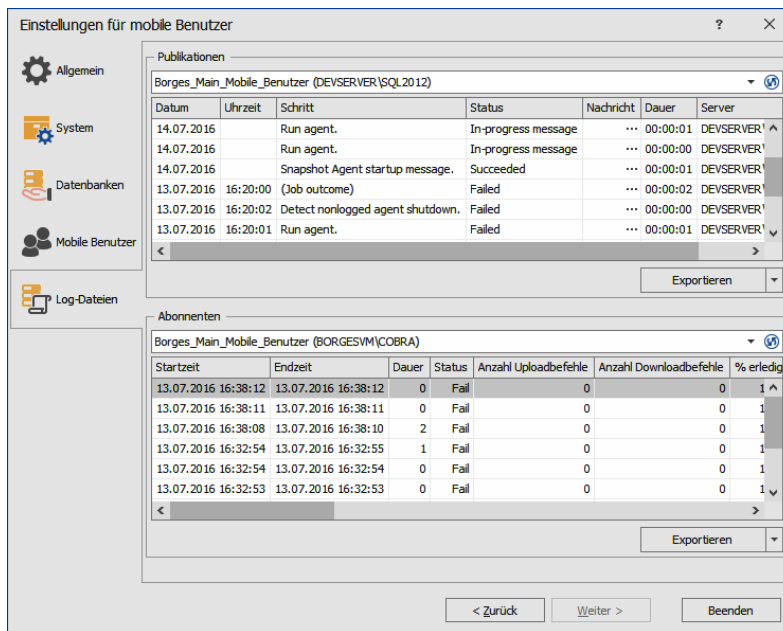 Einstellungen für mobile Benutzer ?
Allgemein
System
Datenbanken
Mobile Benutzer
Log-Dateien
Publikationen
Borges_Main_Mobile_Benutzer (DEVSERVER\SQL2012)
Datum Uhrzeit Schritt Status Nachricht Dauer Server
14.07.2016 Run agent. In-progress message ... 00:00:01 DEVSERVER\
14.07.2016 Run agent. In-progress message ... 00:00:00 DEVSERVER\
14.07.2016 Snapshot Agent startup message. Succeeded ... 00:00:01 DEVSERVER\
13.07.2016 16:20:00 (Job outcome) Failed ... 00:00:02 DEVSERVER\
13.07.2016 16:20:02 Detect nonlogged agent shutdown. Failed ... 00:00:00 DEVSERVER\
13.07.2016 16:20:01 Run agent. Failed ... 00:00:01 DEVSERVER\
Exportieren
Abonnenten
Borges_Main_Mobile_Benutzer (BORGESVM\COBRA)
Startzeit Endzeit Dauer Status Anzahl Uploadbefehle Anzahl Downloadbefehle % erledig
13.07.2016 16:38:12 13.07.2016 16:38:12 0 Fail 0 0 1
13.07.2016 16:38:11 13.07.2016 16:38:11 0 Fail 0 0 1
13.07.2016 16:38:08 13.07.2016 16:38:10 2 Fail 0 0 1
13.07.2016 16:32:54 13.07.2016 16:32:55 1 Fail 0 0 1
13.07.2016 16:32:54 13.07.2016 16:32:54 0 Fail 0 0 1
13.07.2016 16:32:53 13.07.2016 16:32:53 0 Fail 0 0 1
Exportieren
< Zurück Weiter > Beenden